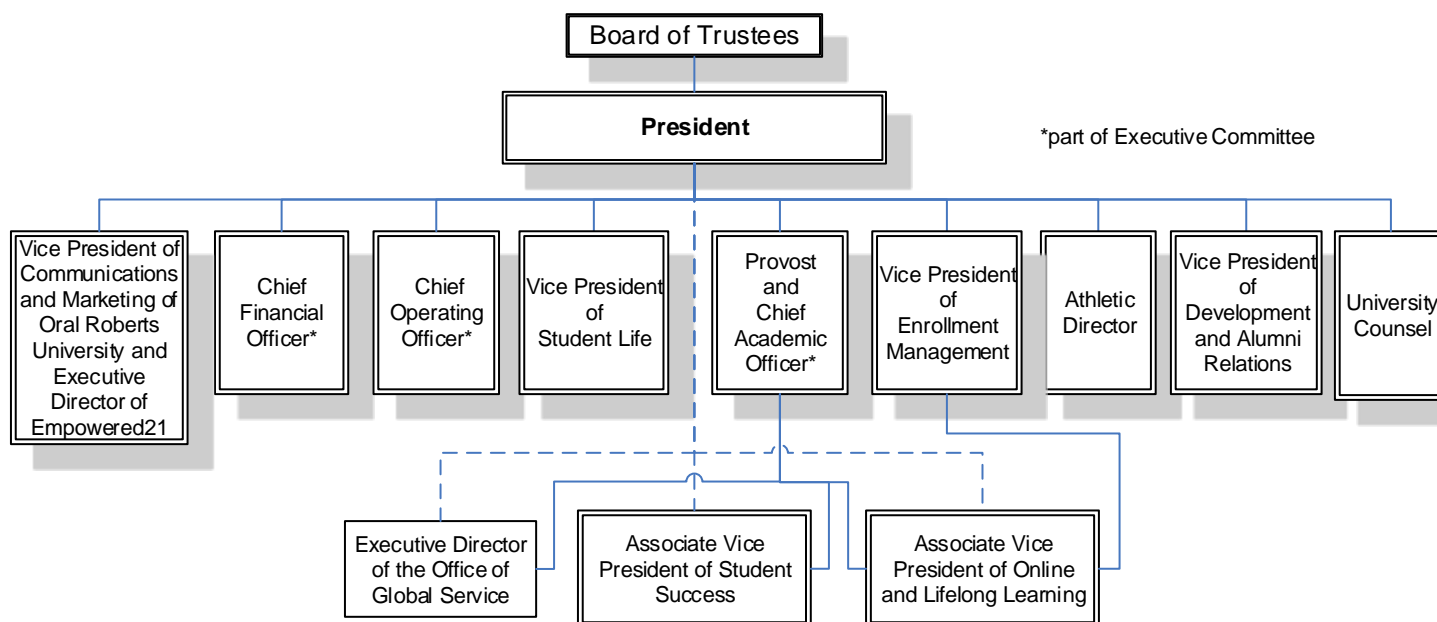 Board of Trustees
President
*part of Executive Committee
Vice President of
Communications
and Marketing of
Oral Roberts
University and
Executive
Director of
Empowered21
Chief
Financial
Officer*
Chief
Operating
Officer*
Vice President
of
Student Life
Provost
and
Chief
Academic
Officer*
Vice President
of
Enrollment
Management
Athletic
Director
Vice President
of
Development
and Alumni
Relations
University
Counsel
Executive Director
of the Office of
Global Service
Associate Vice
President of Student
Success
Associate Vice
President of Online
and Lifelong Learning